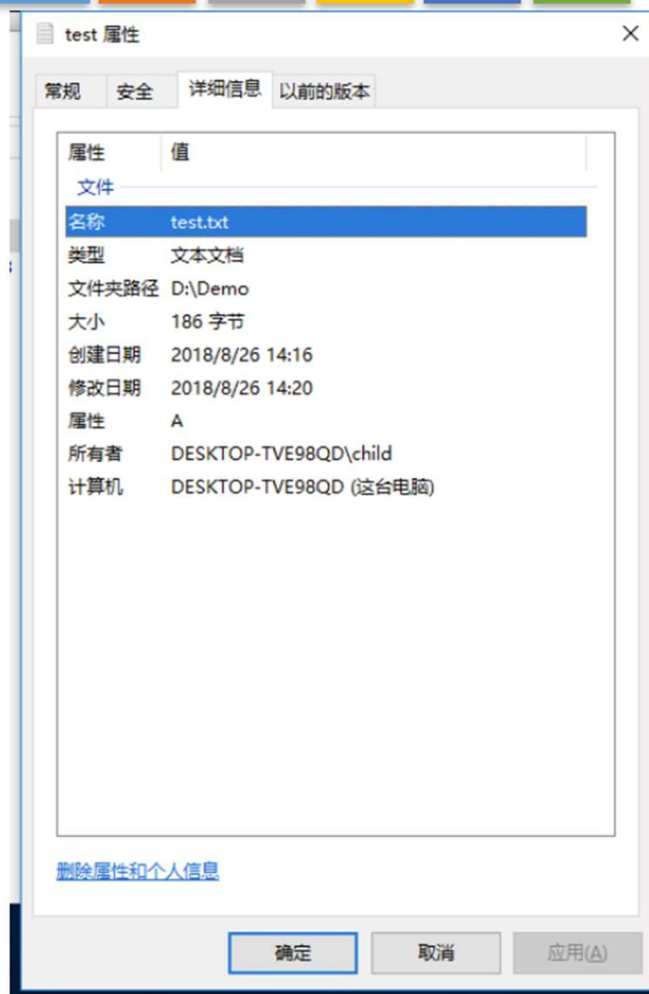 test 属性
常规 安全 详细信息 以前的版本
属性 值
文件
名称 test.txt
类型 文本文档
文件夹路径 D:\Demo
大小 186 字节
创建日期 2018/8/26 14:16
修改日期 2018/8/26 14:20
属性 A
所有者 DESKTOP-TVE98QD\child
计算机 DESKTOP-TVE98QD (这台电脑)
删除属性和个人信息
确定 取消 应用(A)